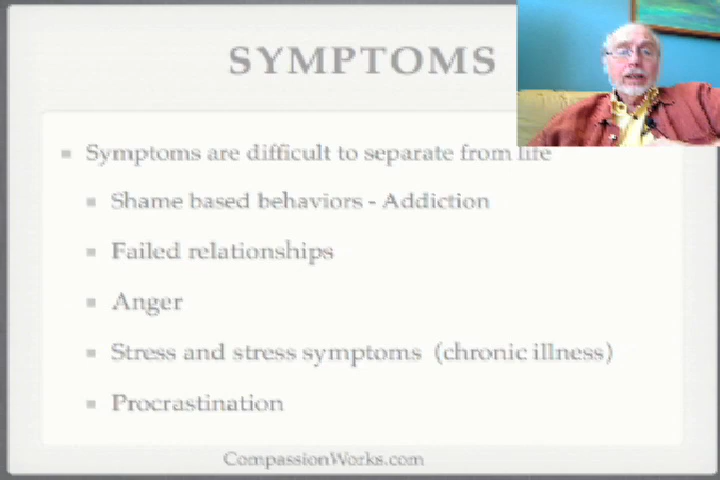 SYMPTOMS
Symptoms are difficult to separate from life
Shame based behaviors - Addiction
Failed relationships
Anger
Stress and stress symptoms (chronic illness)
Procrastination
CompassionWorks.com